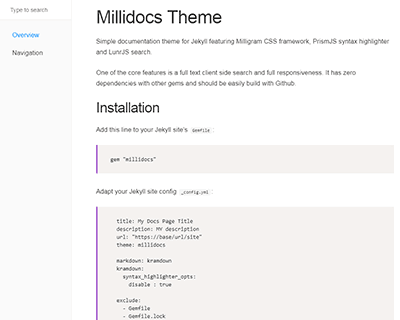 Type to search
Overview
Navigation
Millidocs Theme
Simple documentation theme for Jekyll featuring Milligram CSS framework, PrismJS syntax highlighter
and LunrJS search.
One of the core features is a full text client side search and full responsiveness. It has zero
dependencies with other gems and should be easily build with Github.
Installation
Add this line to your Jekyll site's Gemfile :
gem "millidocs"
Adapt your Jekyll site config _config.yml :
title: My Docs Page Title
description: MY description
url: "https://base/url/site"
theme: millidocs
markdown: kramdown
kramdown:
syntax_highlighter_opts:
disable : true
exclude:
- Gemfile
- Gemfile.lock